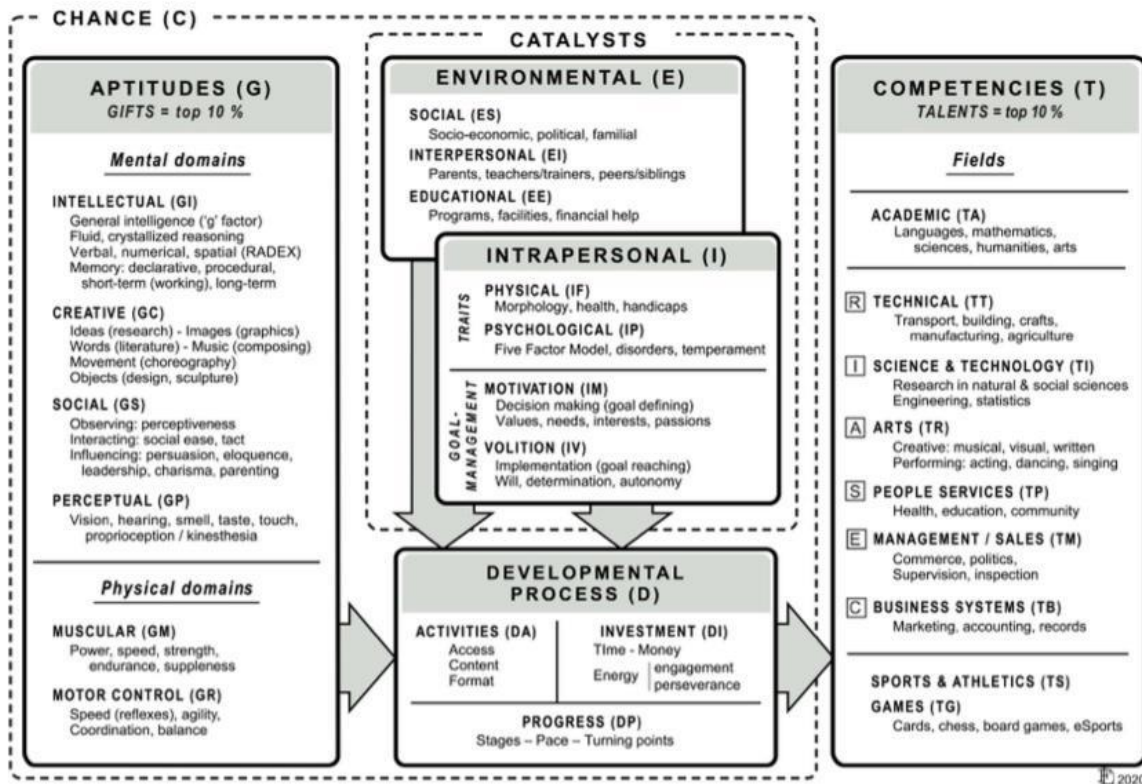 CHANCE (C)
CATALYSTS
APTITUDES (G)
GIFTS = top 10 %
Mental domains
INTELLECTUAL (GI)
General intelligence ('g' factor)
Fluid, crystallized reasoning
Verbal, numerical, spatial (RADEX)
Memory: declarative, procedural,
short-term (working), long-term
CREATIVE (GC)
Ideas (research) - Images (graphics)
Words (literature) - Music (composing)
Movement (choreography)
Objects (design, sculpture)
SOCIAL (GS)
Observing: perceptiveness
Interacting: social ease, tact
Influencing: persuasion, eloquence,
leadership, charisma, parenting
PERCEPTUAL (GP)
Vision, hearing, smell, taste, touch,
proprioception / kinesthesia
Physical domains
MUSCULAR (GM)
Power, speed, strength,
endurance, suppleness
MOTOR CONTROL (GR)
Speed (reflexes), agility,
Coordination, balance
ENVIRONMENTAL (E)
SOCIAL (ES)
Socio-economic, political, familial
INTERPERSONAL (EI)
Parents, teachers/trainers, peers/siblings
EDUCATIONAL (EE)
Programs, facilities, financial help
INTRAPERSONAL (I)
TRAITS
PHYSICAL (IF)
Morphology, health, handicaps
PSYCHOLOGICAL (IP)
Five Factor Model, disorders, temperament
GOAL-
MANAGEMENT
MOTIVATION (IM)
Decision making (goal defining)
Values, needs, interests, passions
VOLITION (IV)
Implementation (goal reaching)
Will, determination, autonomy
DEVELOPMENTAL
PROCESS (D)
ACTIVITIES (DA)
Access
Content
Format
INVESTMENT (DI)
TIme - Money
Energy engagement
perseverance
PROGRESS (DP)
Stages – Pace – Turning points
COMPETENCIES (T)
TALENTS = top 10 %
Fields
ACADEMIC (TA)
Languages, mathematics,
sciences, humanities, arts
R TECHNICAL (TT)
Transport, building, crafts,
manufacturing, agriculture
I SCIENCE & TECHNOLOGY (TI)
Research in natural & social sciences
Engineering, statistics
A ARTS (TR)
Creative: musical, visual, written
Performing: acting, dancing, singing
S PEOPLE SERVICES (TP)
Health, education, community
E MANAGEMENT / SALES (TM)
Commerce, politics,
Supervision, inspection
C BUSINESS SYSTEMS (TB)
Marketing, accounting, records
SPORTS & ATHLETICS (TS)
GAMES (TG)
Cards, chess, board games, eSports
2020